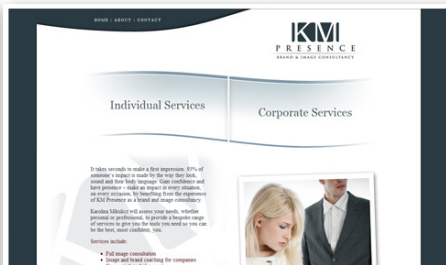 HOME | ABOUT | CONTACT
KM
PRESENCE
BRAND & IMAGE CONSULTANCY
Individual Services
Corporate Services
It takes seconds to make a first impression. 93% of
someone's impact is made by the way they look,
sound and their body language. Gain confidence and
have presence – make an impact in every situation,
on every occasion, by benefiting from the experience
of KM Presence as a brand and image consultancy.
Karolina Mikulicz will assess your needs, whether
personal or professional, to provide a bespoke range
of services to give you the tools you need so you can
be the best, most confident, you.
Services include:
• Full image consultation
• Image and brand coaching for companies